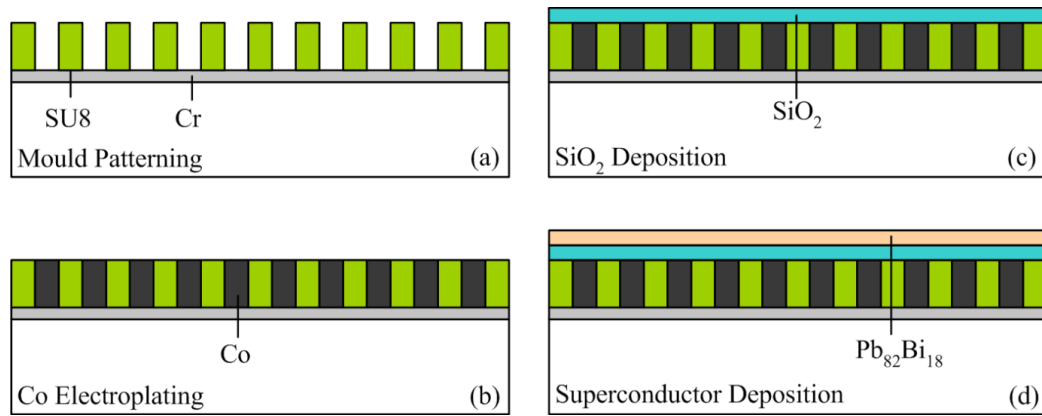 SU8
Cr
Mould Patterning
(a)
Co
Co Electroplating
(b)
SiO₂
SiO₂ Deposition
(c)
Pb₈₂Bi₁₈
Superconductor Deposition
(d)